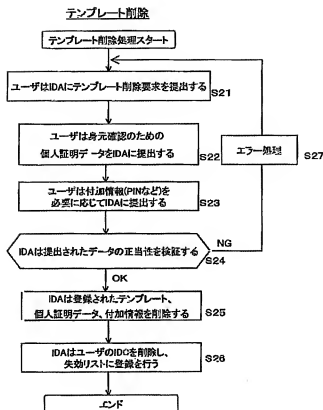 テンプレート削除
テンプレート削除処理スタート
ユーザはIDAにテンプレート削除要求を提出する
S21
ユーザは身元確認のための
個人証明データをIDAに提出する
S22
エラー処理
S27
ユーザは付加情報(PINなど)を
必要に応じてIDAに提出する
S23
IDAは提出されたデータの正当性を検証する
NG
S24
OK
IDAは登録されたテンプレート、
個人証明データ、付加情報を削除する
S25
IDAはユーザのIDCを削除し、
失効リストに登録を行う
S26
エンド